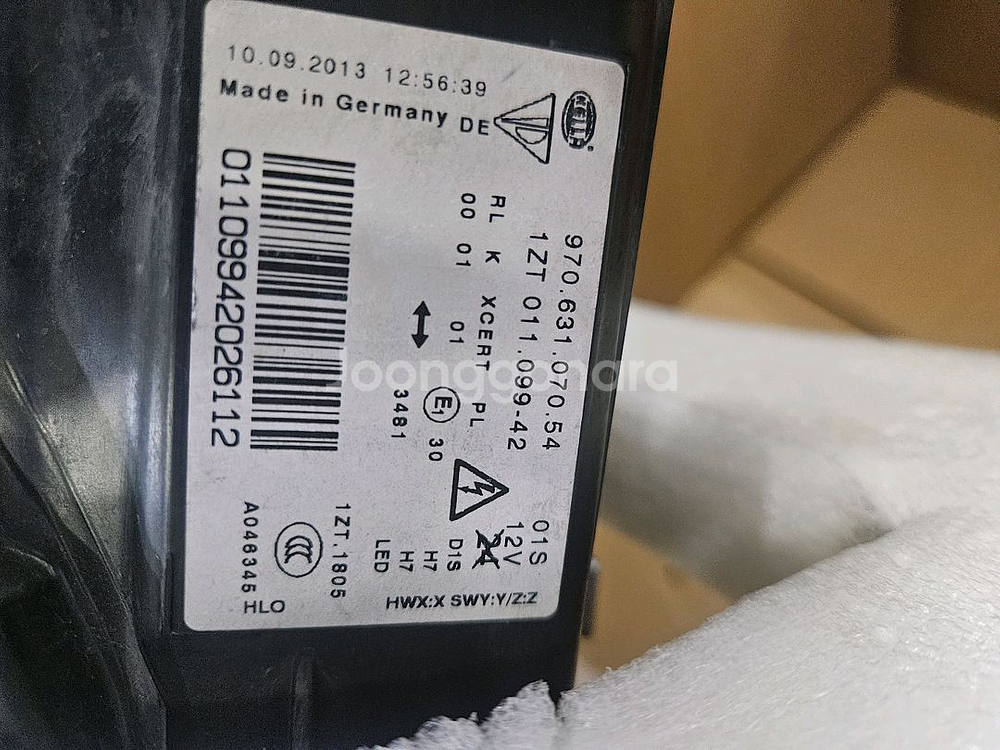 10.09.2013 12:56:39
Made in Germany DE
HELLA
970.631.070.54 01S
1ZT 011.099-42 12V
24
RL K XCERT PL
00 01 01
E1 30
3481
D1S
H7
H7
LED
HWX:X SWY:Y/Z:Z
01109942026112
1ZT.1805
CCC
A046345
HLO
Joonggonara